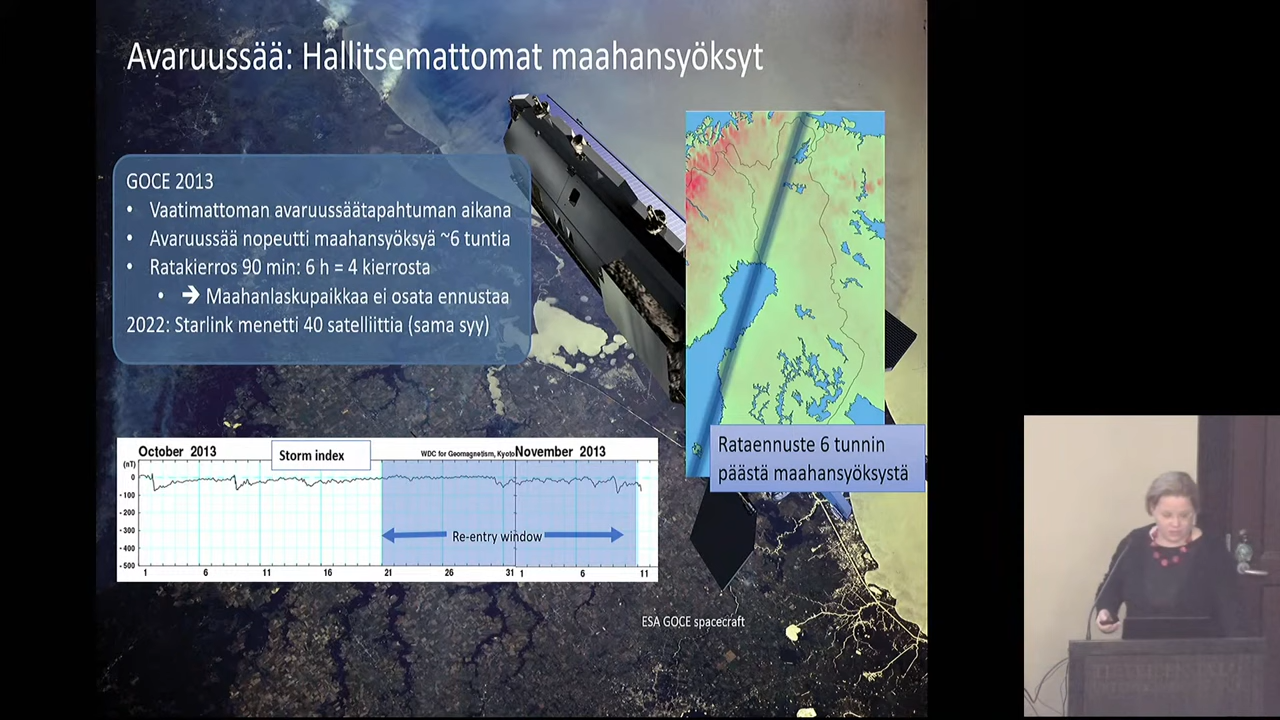 Avaruussää: Hallitsemattomat maahansyöksyt
GOCE 2013
• Vaatimattoman avaruussäätapahtuman aikana
• Avaruussää nopeutti maahansyöksyä ~6 tuntia
• Ratakierros 90 min: 6 h = 4 kierrosta
• ➔ Maahanlaskupaikkaa ei osata ennustaa
2022: Starlink menetti 40 satelliittia (sama syy)
Rataennuste 6 tunnin
päästä maahansyöksystä
October 2013
Storm index
WDC for Geomagnetism, Kyoto
November 2013
(nT)
0
-100
-200
-300
-400
-500
Re-entry window
1 6 11 16 21 26 31 1 6 11
ESA GOCE spacecraft